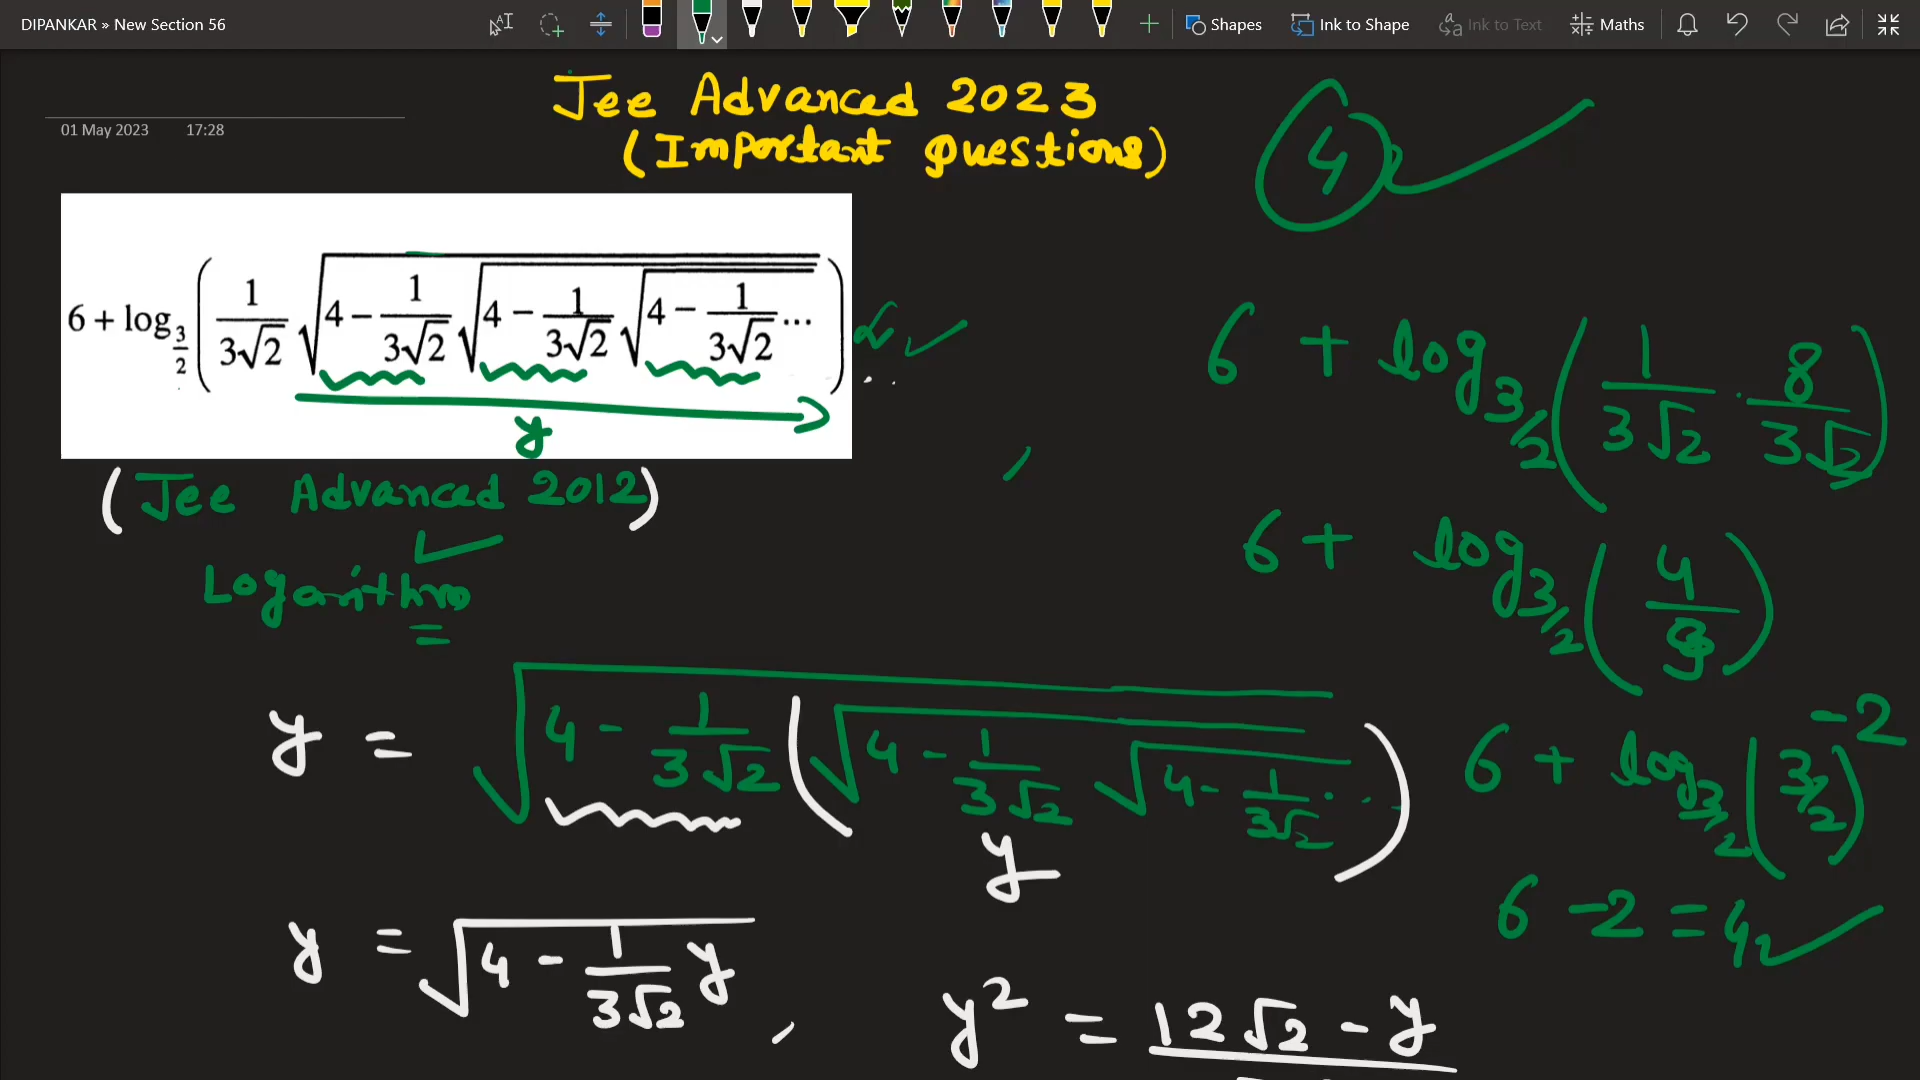 DIPANKAR » New Section 56
Shapes
Ink to Shape
Ink to Text
Maths
Jee Advanced 2023
(Important questions)
4
01 May 2023 17:28
6 + log_{3/2} ( 1/(3√2) √(4 - 1/(3√2) √(4 - 1/(3√2) √(4 - 1/(3√2) ...))) )
y
(Jee Advanced 2012)
Logarithm
6 + log_{3/2} ( 1/(3√2) · 8/(3√2) )
6 + log_{3/2} ( 4/9 )
6 + log_{3/2} (3/2)^{-2}
6 - 2 = 4
y = √(4 - 1/(3√2) ( √(4 - 1/(3√2) √(4 - 1/(3√2) ...)) ))
y
y = √(4 - 1/(3√2) y) ,
y² = 12√2 - y